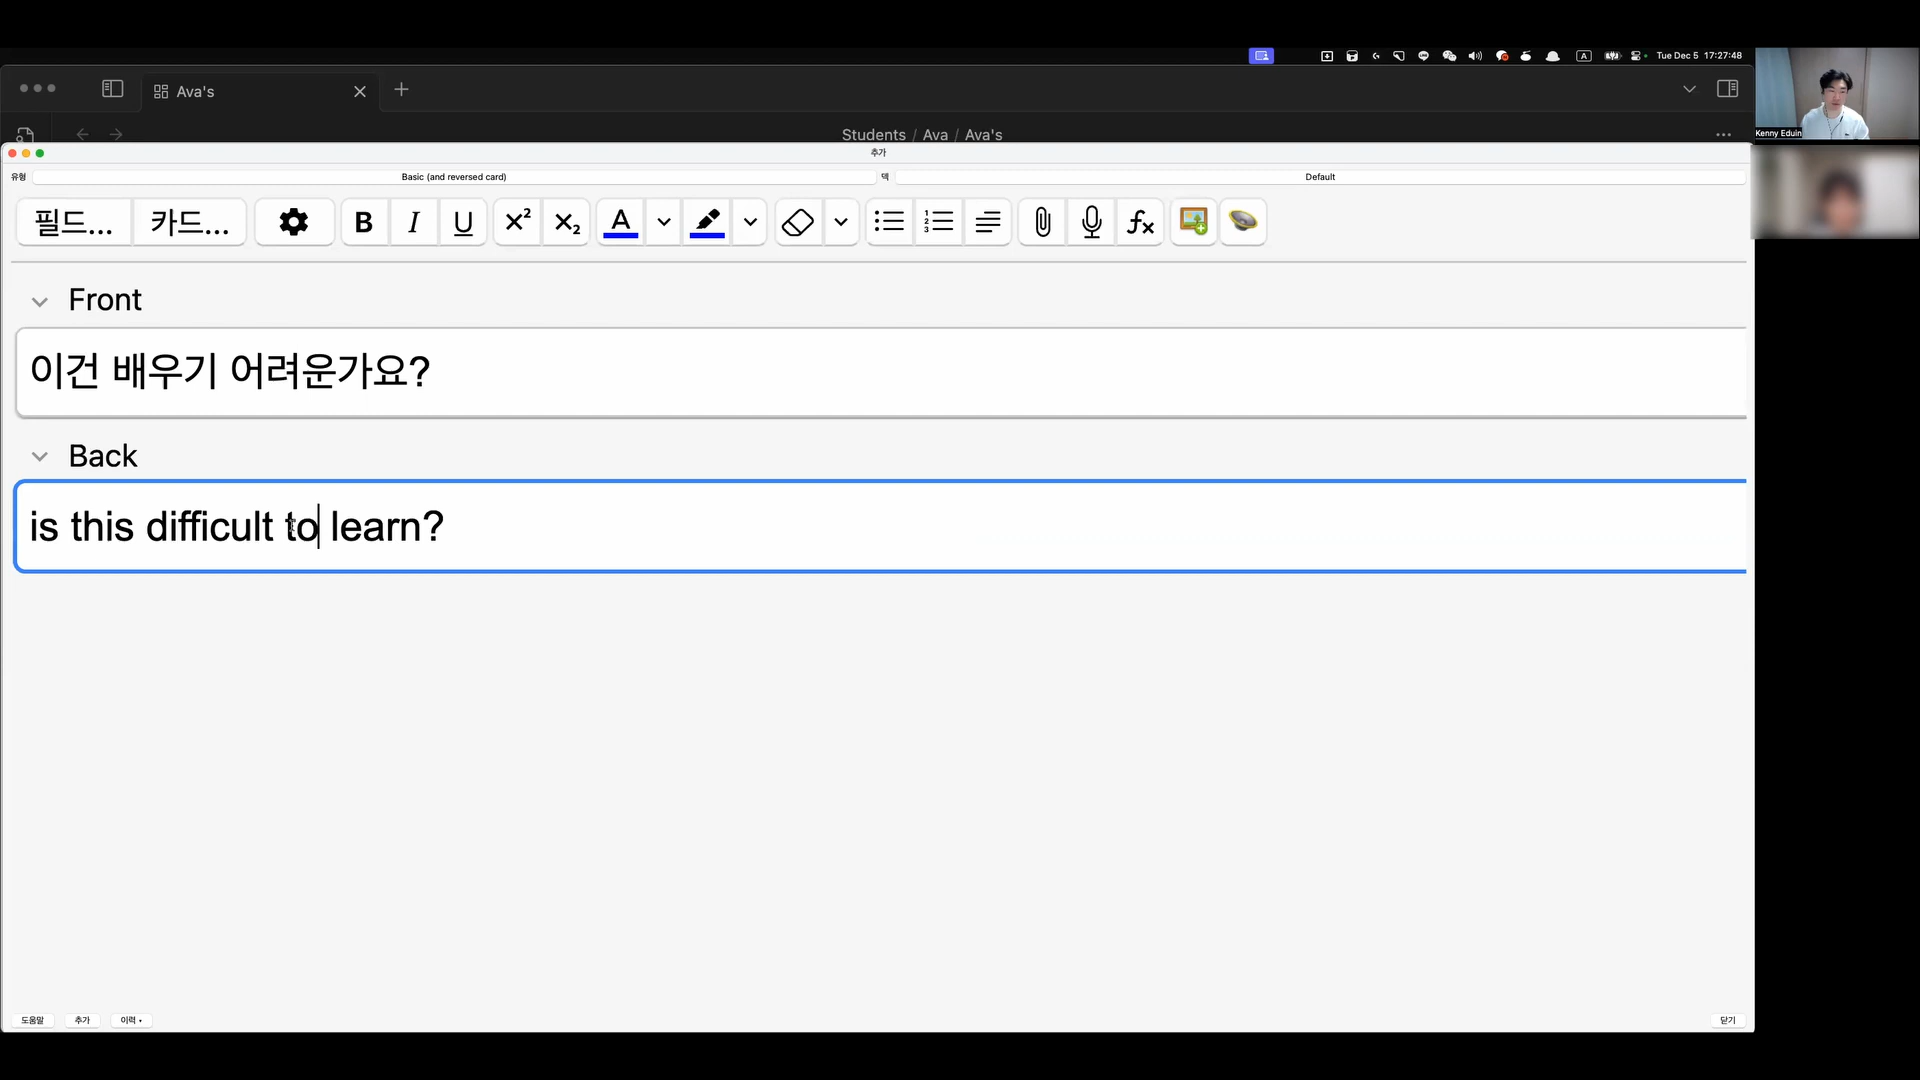 Tue Dec 5 17:27:48
Ava's
Students / Ava / Ava's
Kenny Eduin
추가
유형
Basic (and reversed card)
덱
Default
필드...
카드...
Front
이건 배우기 어려운가요?
Back
is this difficult to learn?
도움말
추가
이력
닫기